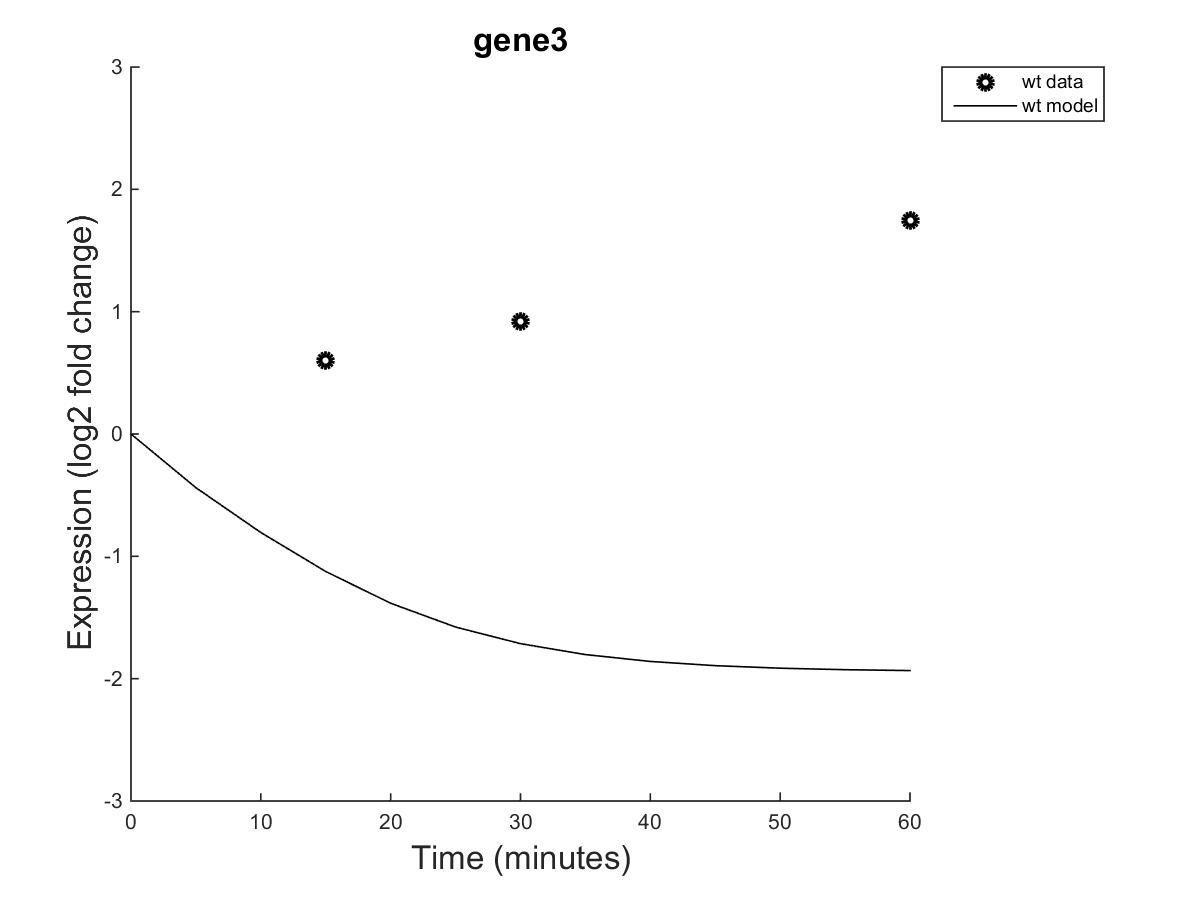 gene3
wt data
wt model
3
2
1
0
-1
-2
-3
Expression (log2 fold change)
0 10 20 30 40 50 60
Time (minutes)